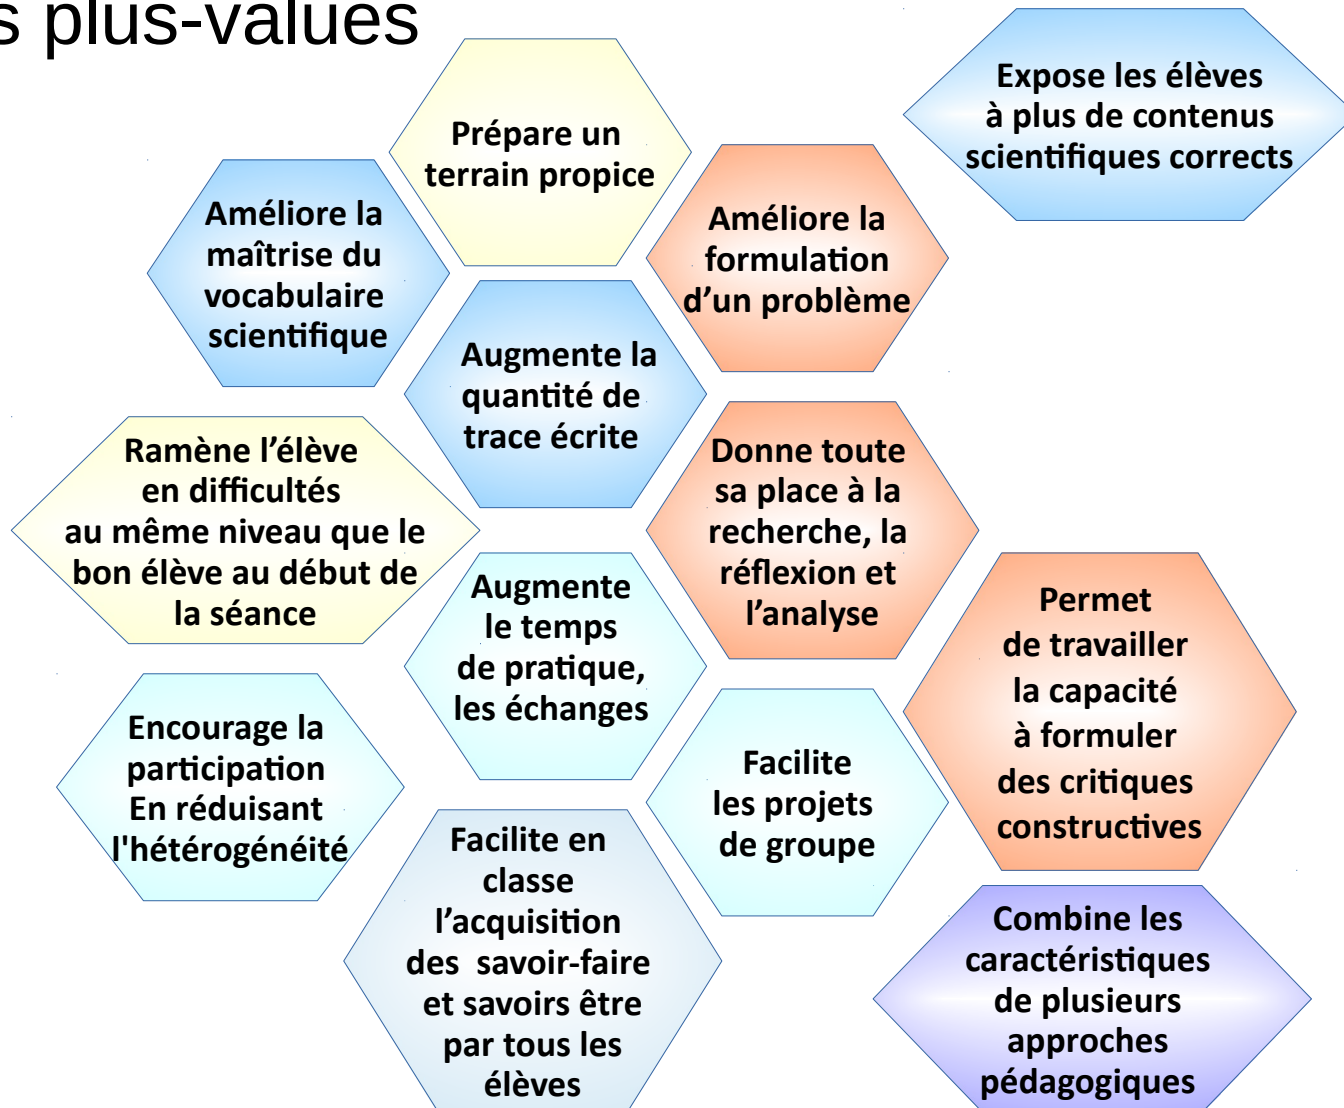 s plus-values
Expose les élèves
à plus de contenus
scientifiques corrects
Prépare un
terrain propice
Améliore la
maîtrise du
vocabulaire
scientifique
Améliore la
formulation
d’un problème
Augmente la
quantité de
trace écrite
Ramène l’élève
en difficultés
au même niveau que le
bon élève au début de
la séance
Donne toute
sa place à la
recherche, la
réflexion et
l’analyse
Augmente
le temps
de pratique,
les échanges
Permet
de travailler
la capacité
à formuler
des critiques
constructives
Encourage la
participation
En réduisant
l'hétérogénéité
Facilite
les projets
de groupe
Facilite en
classe
l’acquisition
des savoir-faire
et savoirs être
par tous les
élèves
Combine les
caractéristiques
de plusieurs
approches
pédagogiques